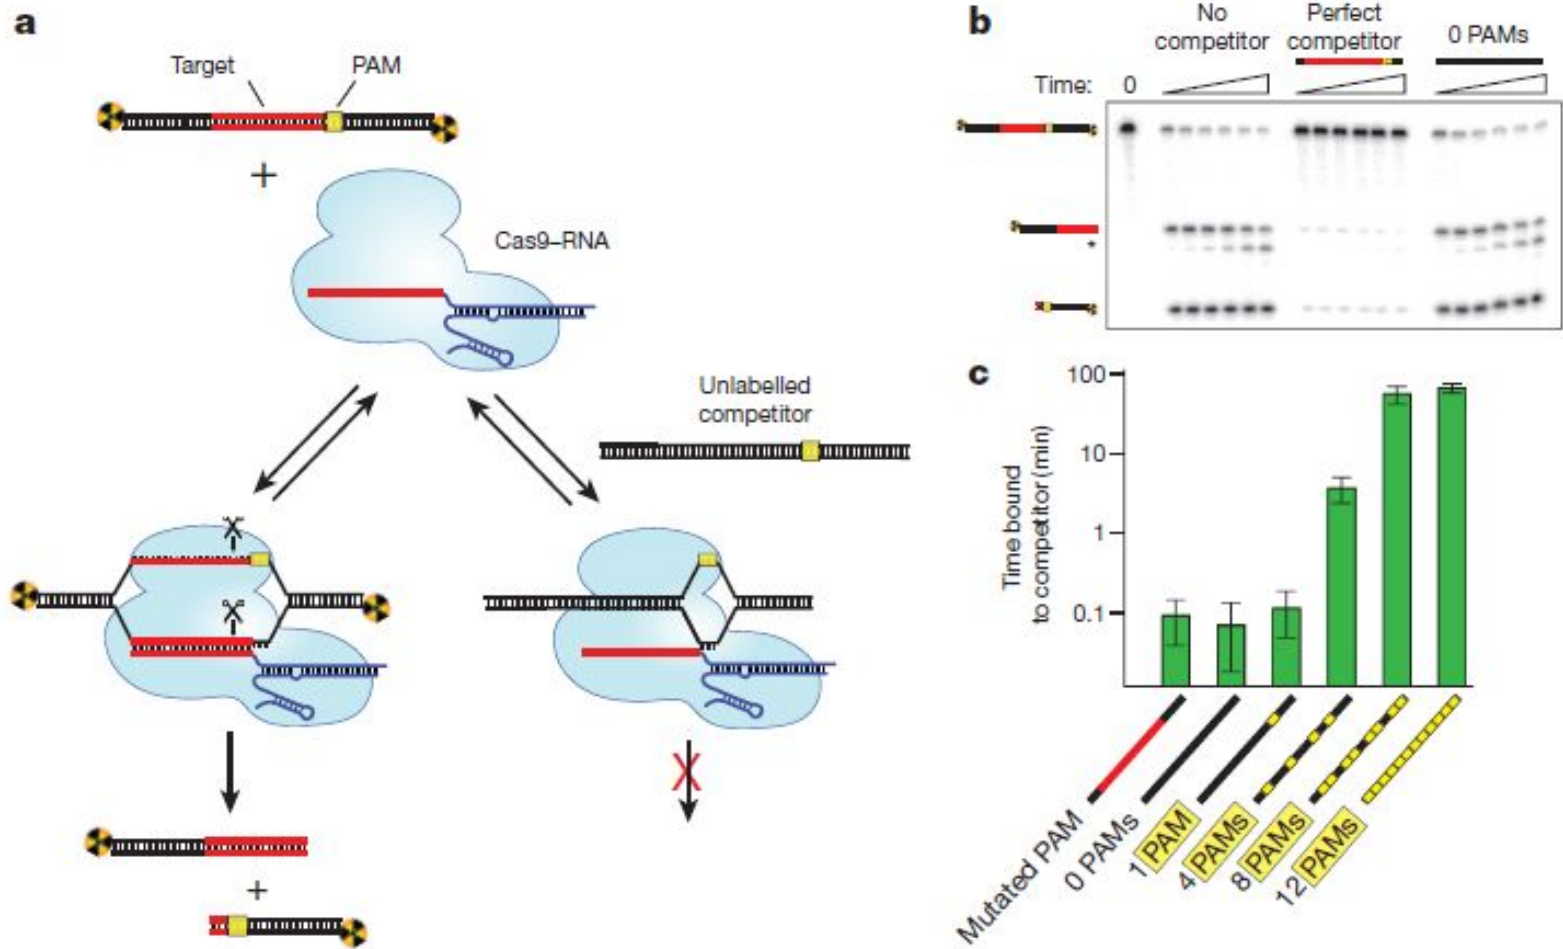 a
Target
PAM
+
Cas9–RNA
Unlabelled
competitor
X
+
b
No
competitor
Perfect
competitor
0 PAMs
Time:
0
*
c
Time bound
to competitor (min)
100
10
1
0.1
Mutated PAM
0 PAMs
1 PAM
4 PAMs
8 PAMs
12 PAMs